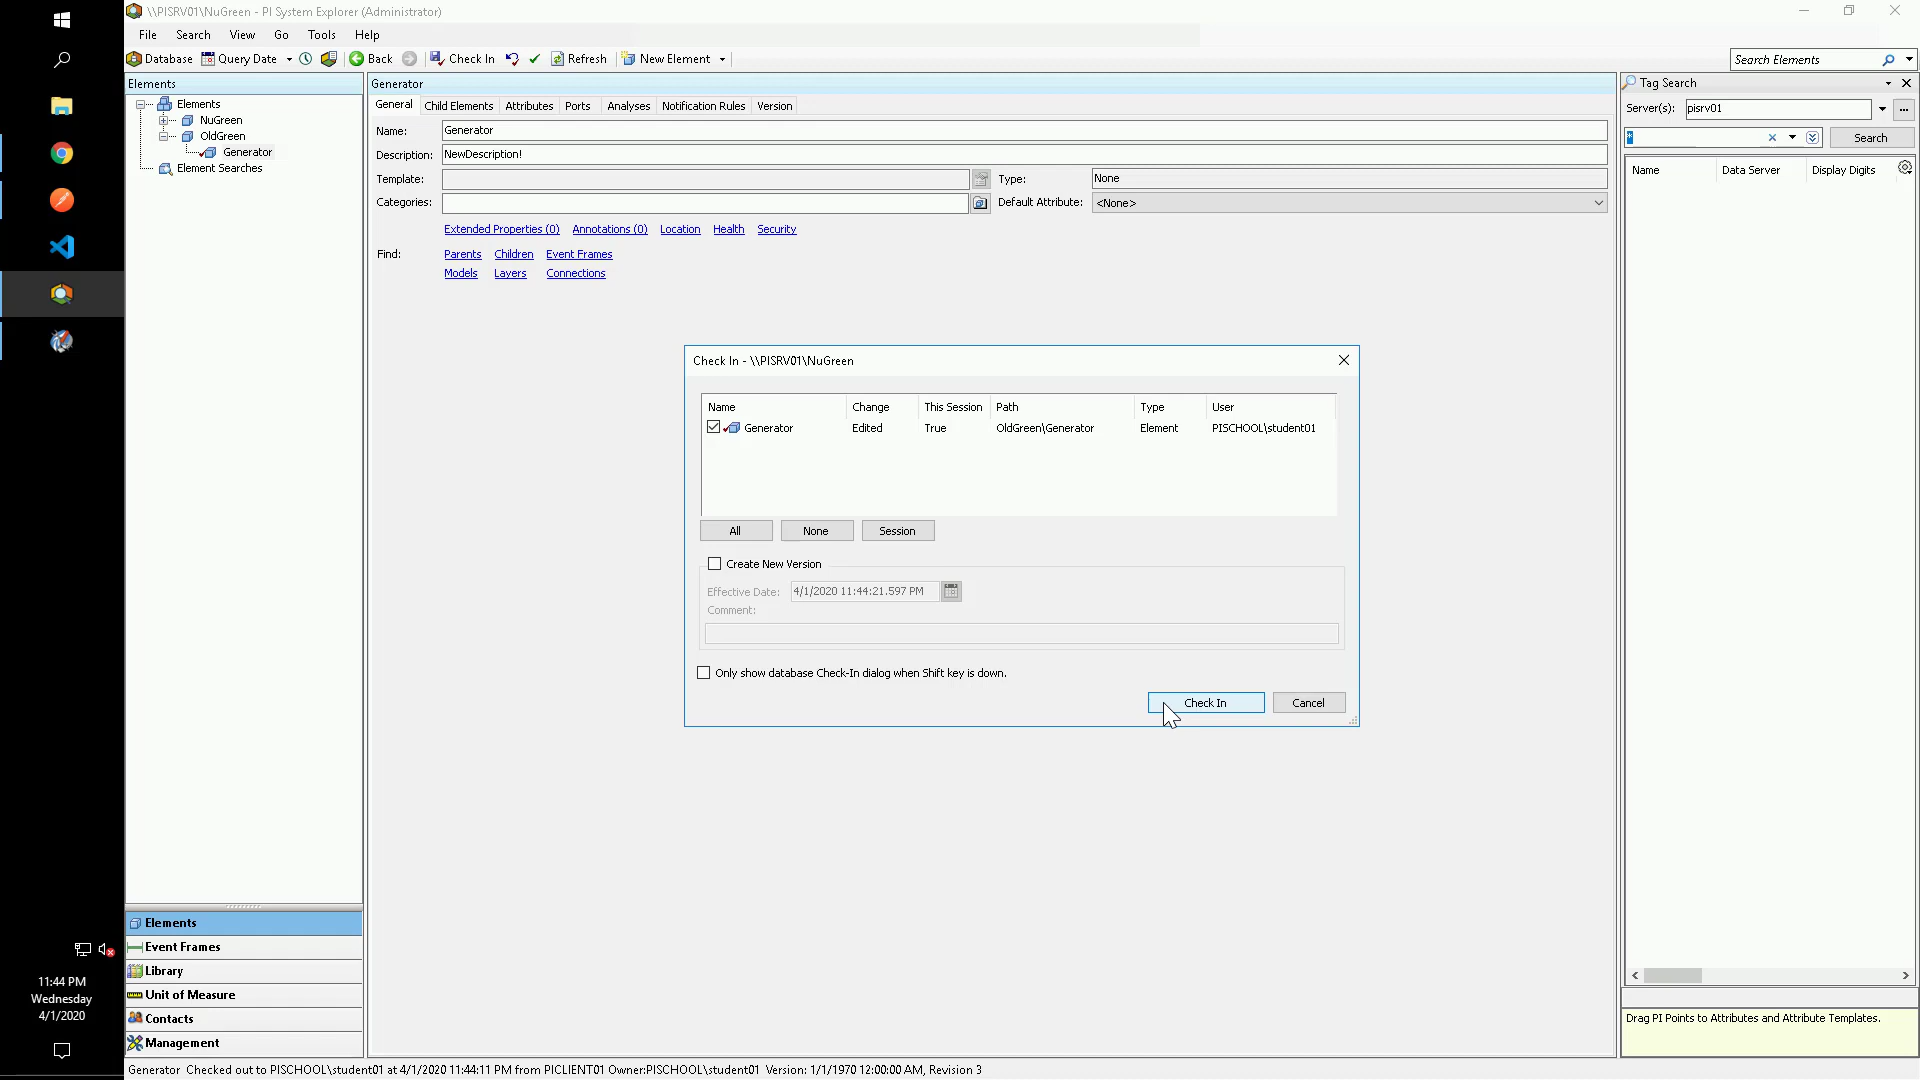 \\PISRV01\NuGreen - PI System Explorer (Administrator)
File Search View Go Tools Help
Database Query Date Back Check In Refresh New Element Search Elements
Elements
Elements
NuGreen
OldGreen
Generator
Element Searches
Generator
General Child Elements Attributes Ports Analyses Notification Rules Version
Name: Generator
Description: NewDescription!
Template: Type: None
Categories: Default Attribute: <None>
Extended Properties (0) Annotations (0) Location Health Security
Find: Parents Children Event Frames
Models Layers Connections
Check In - \\PISRV01\NuGreen
Name Change This Session Path Type User
Generator Edited True OldGreen\Generator Element PISCHOOL\student01
All None Session
Create New Version
Effective Date: 4/1/2020 11:44:21.597 PM
Comment:
Only show database Check-In dialog when Shift key is down.
Check In Cancel
Tag Search
Server(s): pisrv01 ...
* Search
Name Data Server Display Digits
Drag PI Points to Attributes and Attribute Templates.
Elements
Event Frames
Library
Unit of Measure
Contacts
Management
11:44 PM
Wednesday
4/1/2020
Generator Checked out to PISCHOOL\student01 at 4/1/2020 11:44:11 PM from PICLIENT01 Owner:PISCHOOL\student01 Version: 1/1/1970 12:00:00 AM, Revision 3